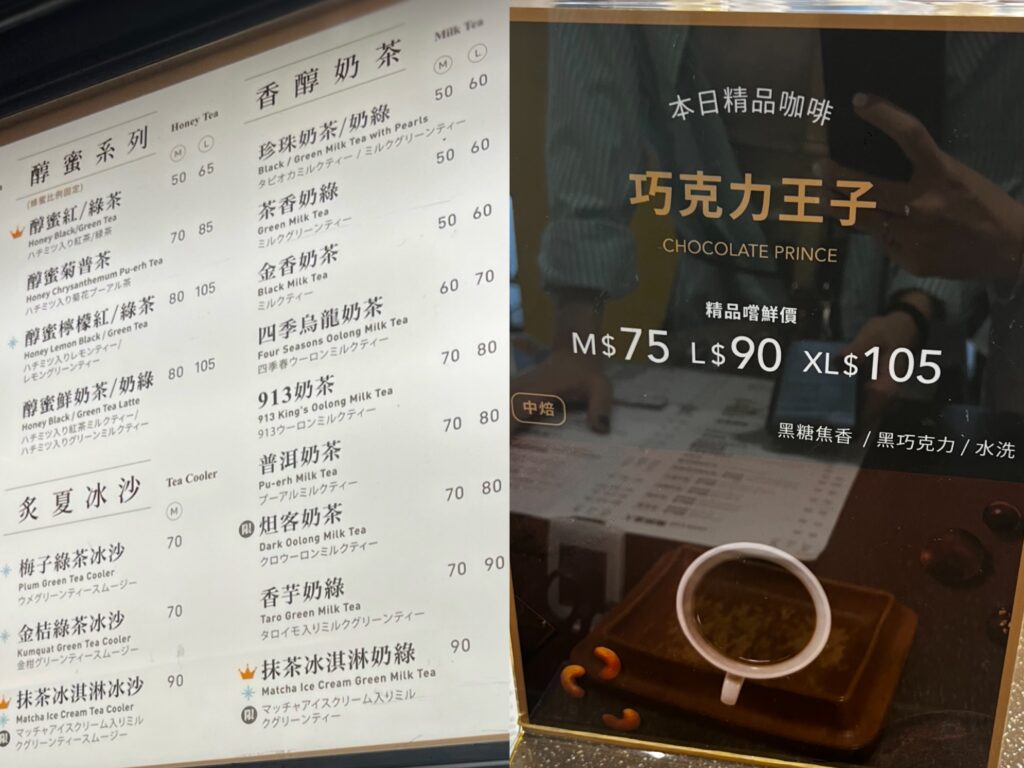 醇蜜系列
Honey Tea
(蜂蜜比例固定)
M L
醇蜜紅/綠茶 50 65
Honey Black/Green Tea
ハチミツ入り紅茶/緑茶
醇蜜菊普茶 70 85
Honey Chrysanthemum Pu-erh Tea
ハチミツ入り菊花プーアル茶
醇蜜檸檬紅/綠茶 80 105
Honey Lemon Black / Green Tea
ハチミツ入りレモンティー/
レモングリーンティー
醇蜜鮮奶茶/奶綠 80 105
Honey Black / Green Tea Latte
ハチミツ入り紅茶ミルクティー/
ハチミツ入りグリーンミルクティー
炙夏冰沙
Tea Cooler
M
梅子綠茶冰沙 70
Plum Green Tea Cooler
ウメグリーンティースムージー
金桔綠茶冰沙 70
Kumquat Green Tea Cooler
金柑グリーンティースムージー
抹茶冰淇淋冰沙 90
Matcha Ice Cream Tea Cooler
限 マッチャアイスクリーム入りミル
クグリーンティースムージー
香醇奶茶
Milk Tea
M L
珍珠奶茶/奶綠 50 60
Black / Green Milk Tea with Pearls
タピオカミルクティー / ミルクグリーンティー
茶香奶綠 50 60
Green Milk Tea
ミルクグリーンティー
金香奶茶 50 60
Black Milk Tea
ミルクティー
四季烏龍奶茶 60 70
Four Seasons Oolong Milk Tea
四季春ウーロンミルクティー
913奶茶 70 80
913 King's Oolong Milk Tea
913ウーロンミルクティー
普洱奶茶 70 80
Pu-erh Milk Tea
プーアルミルクティー
限 炟客奶茶 70 80
Dark Oolong Milk Tea
クロウーロンミルクティー
香芋奶綠 70 90
Taro Green Milk Tea
タロイモ入りミルクグリーンティー
抹茶冰淇淋奶綠 90
Matcha Ice Cream Green Milk Tea
限 マッチャアイスクリーム入りミル
クグリーンティー
本日精品咖啡
巧克力王子
CHOCOLATE PRINCE
精品嚐鮮價
M$75 L$90 XL$105
中焙
黑糖焦香 / 黑巧克力 / 水洗